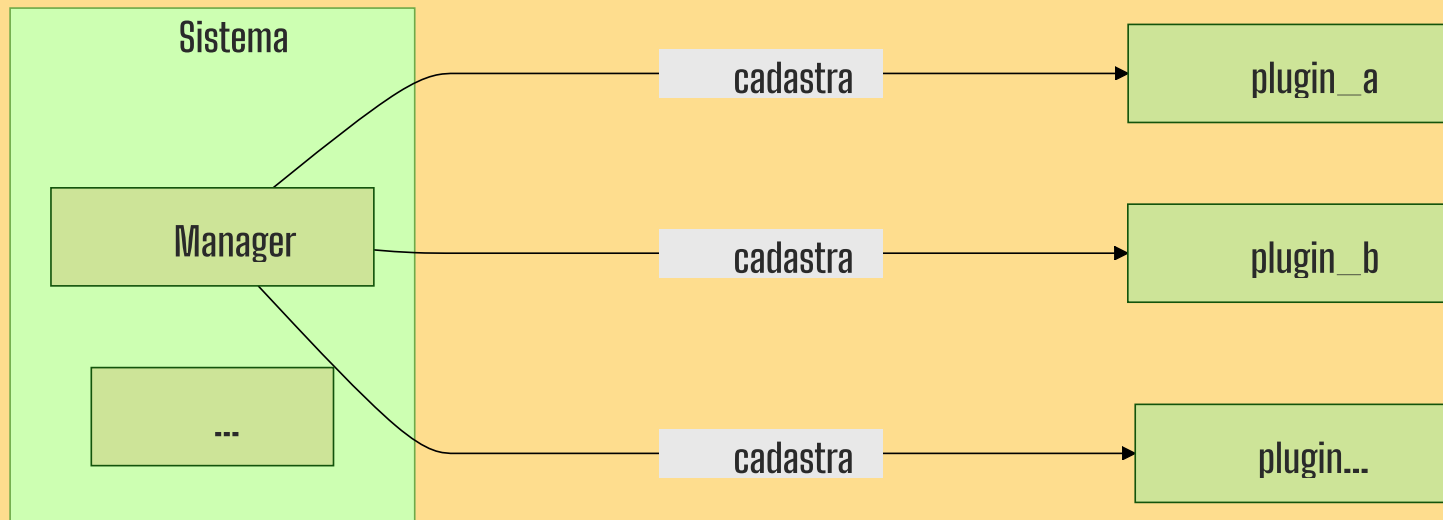 Sistema
cadastra
plugin_a
Manager
cadastra
plugin_b
...
cadastra
plugin...